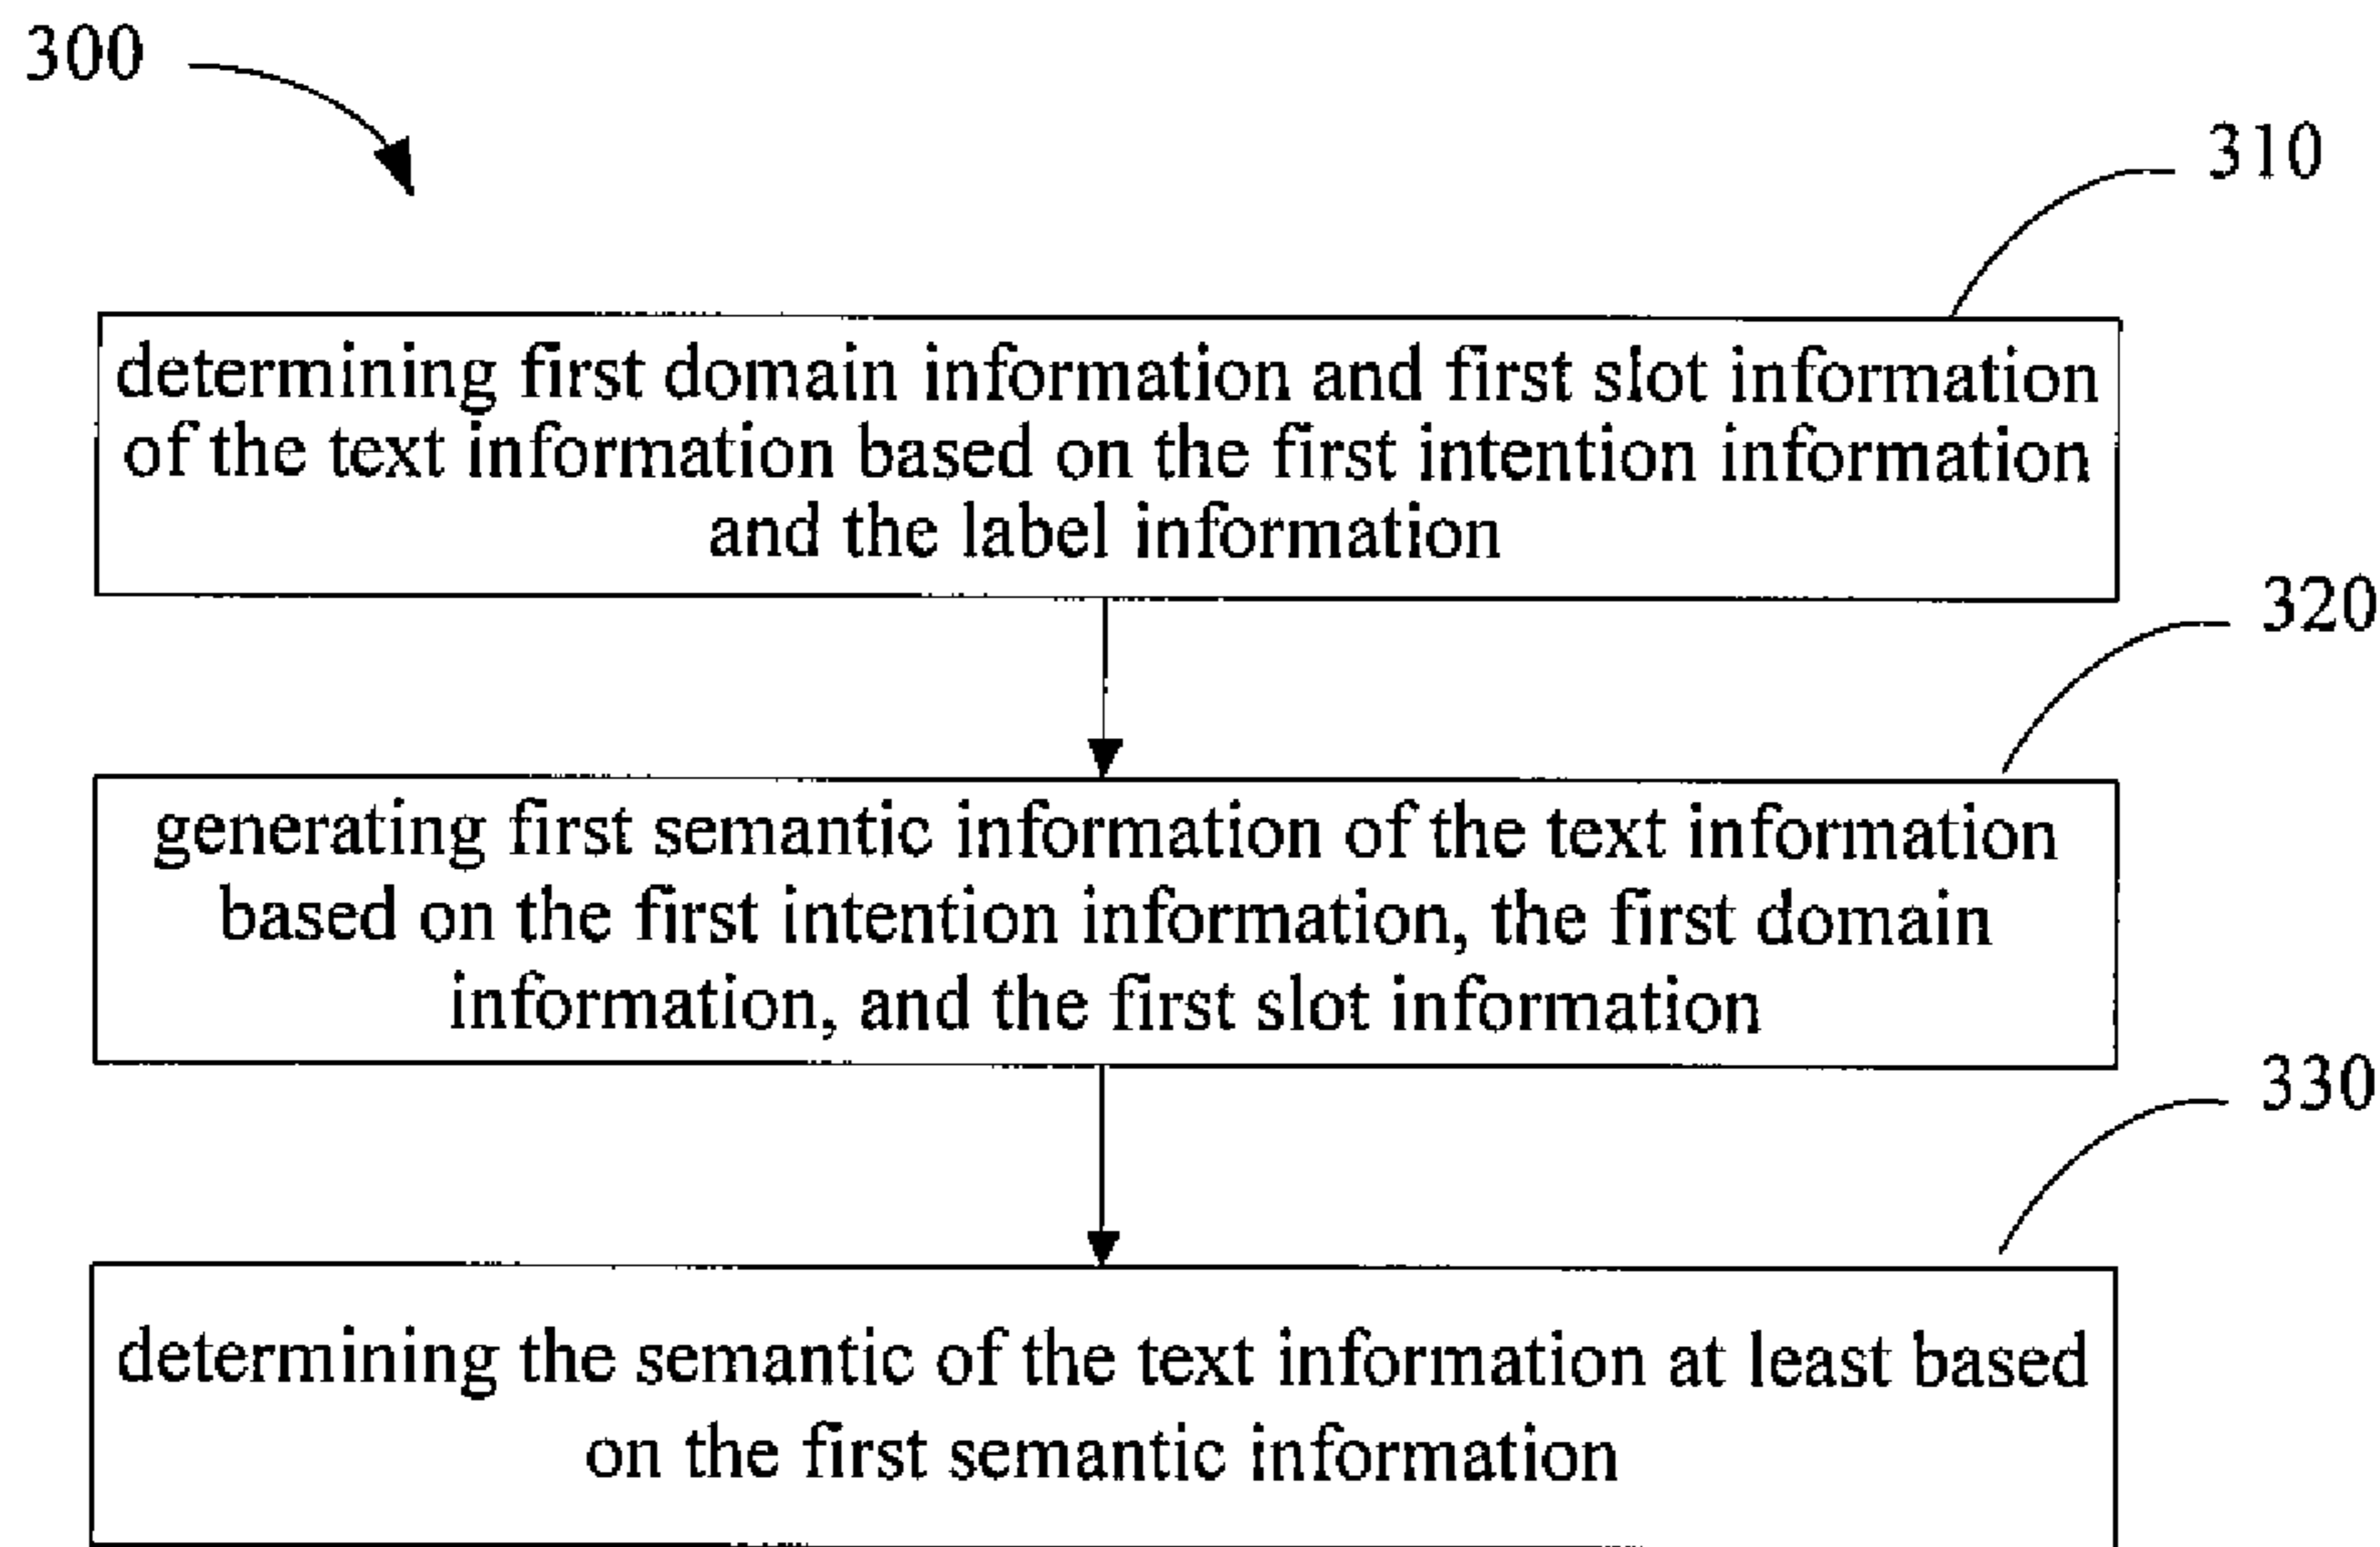 300
310
determining first domain information and first slot information
of the text information based on the first intention information
and the label information
320
generating first semantic information of the text information
based on the first intention information, the first domain
information, and the first slot information
330
determining the semantic of the text information at least based
on the first semantic information